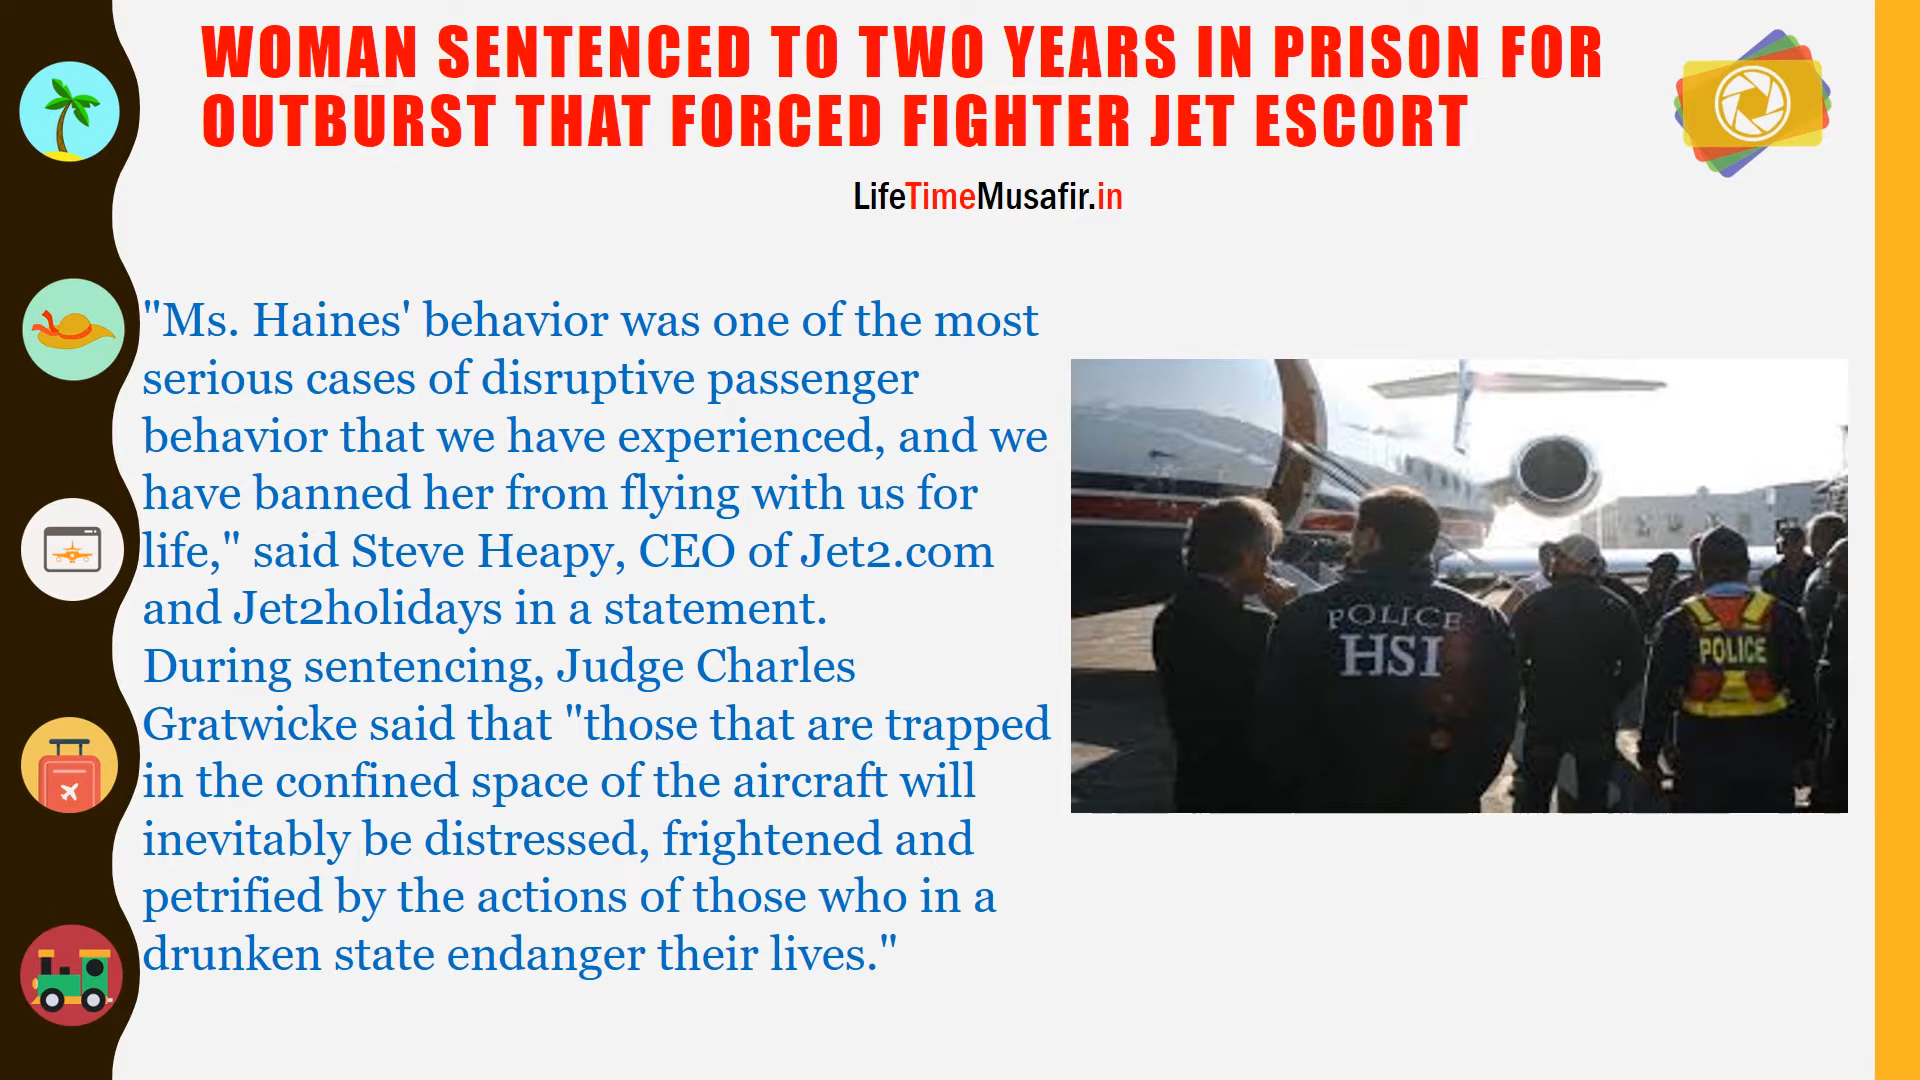 WOMAN SENTENCED TO TWO YEARS IN PRISON FOR
OUTBURST THAT FORCED FIGHTER JET ESCORT
LifeTimeMusafir.in
"Ms. Haines' behavior was one of the most
serious cases of disruptive passenger
behavior that we have experienced, and we
have banned her from flying with us for
life," said Steve Heapy, CEO of Jet2.com
and Jet2holidays in a statement.
During sentencing, Judge Charles
Gratwicke said that "those that are trapped
in the confined space of the aircraft will
inevitably be distressed, frightened and
petrified by the actions of those who in a
drunken state endanger their lives."
POLICE
HSI
POLICE